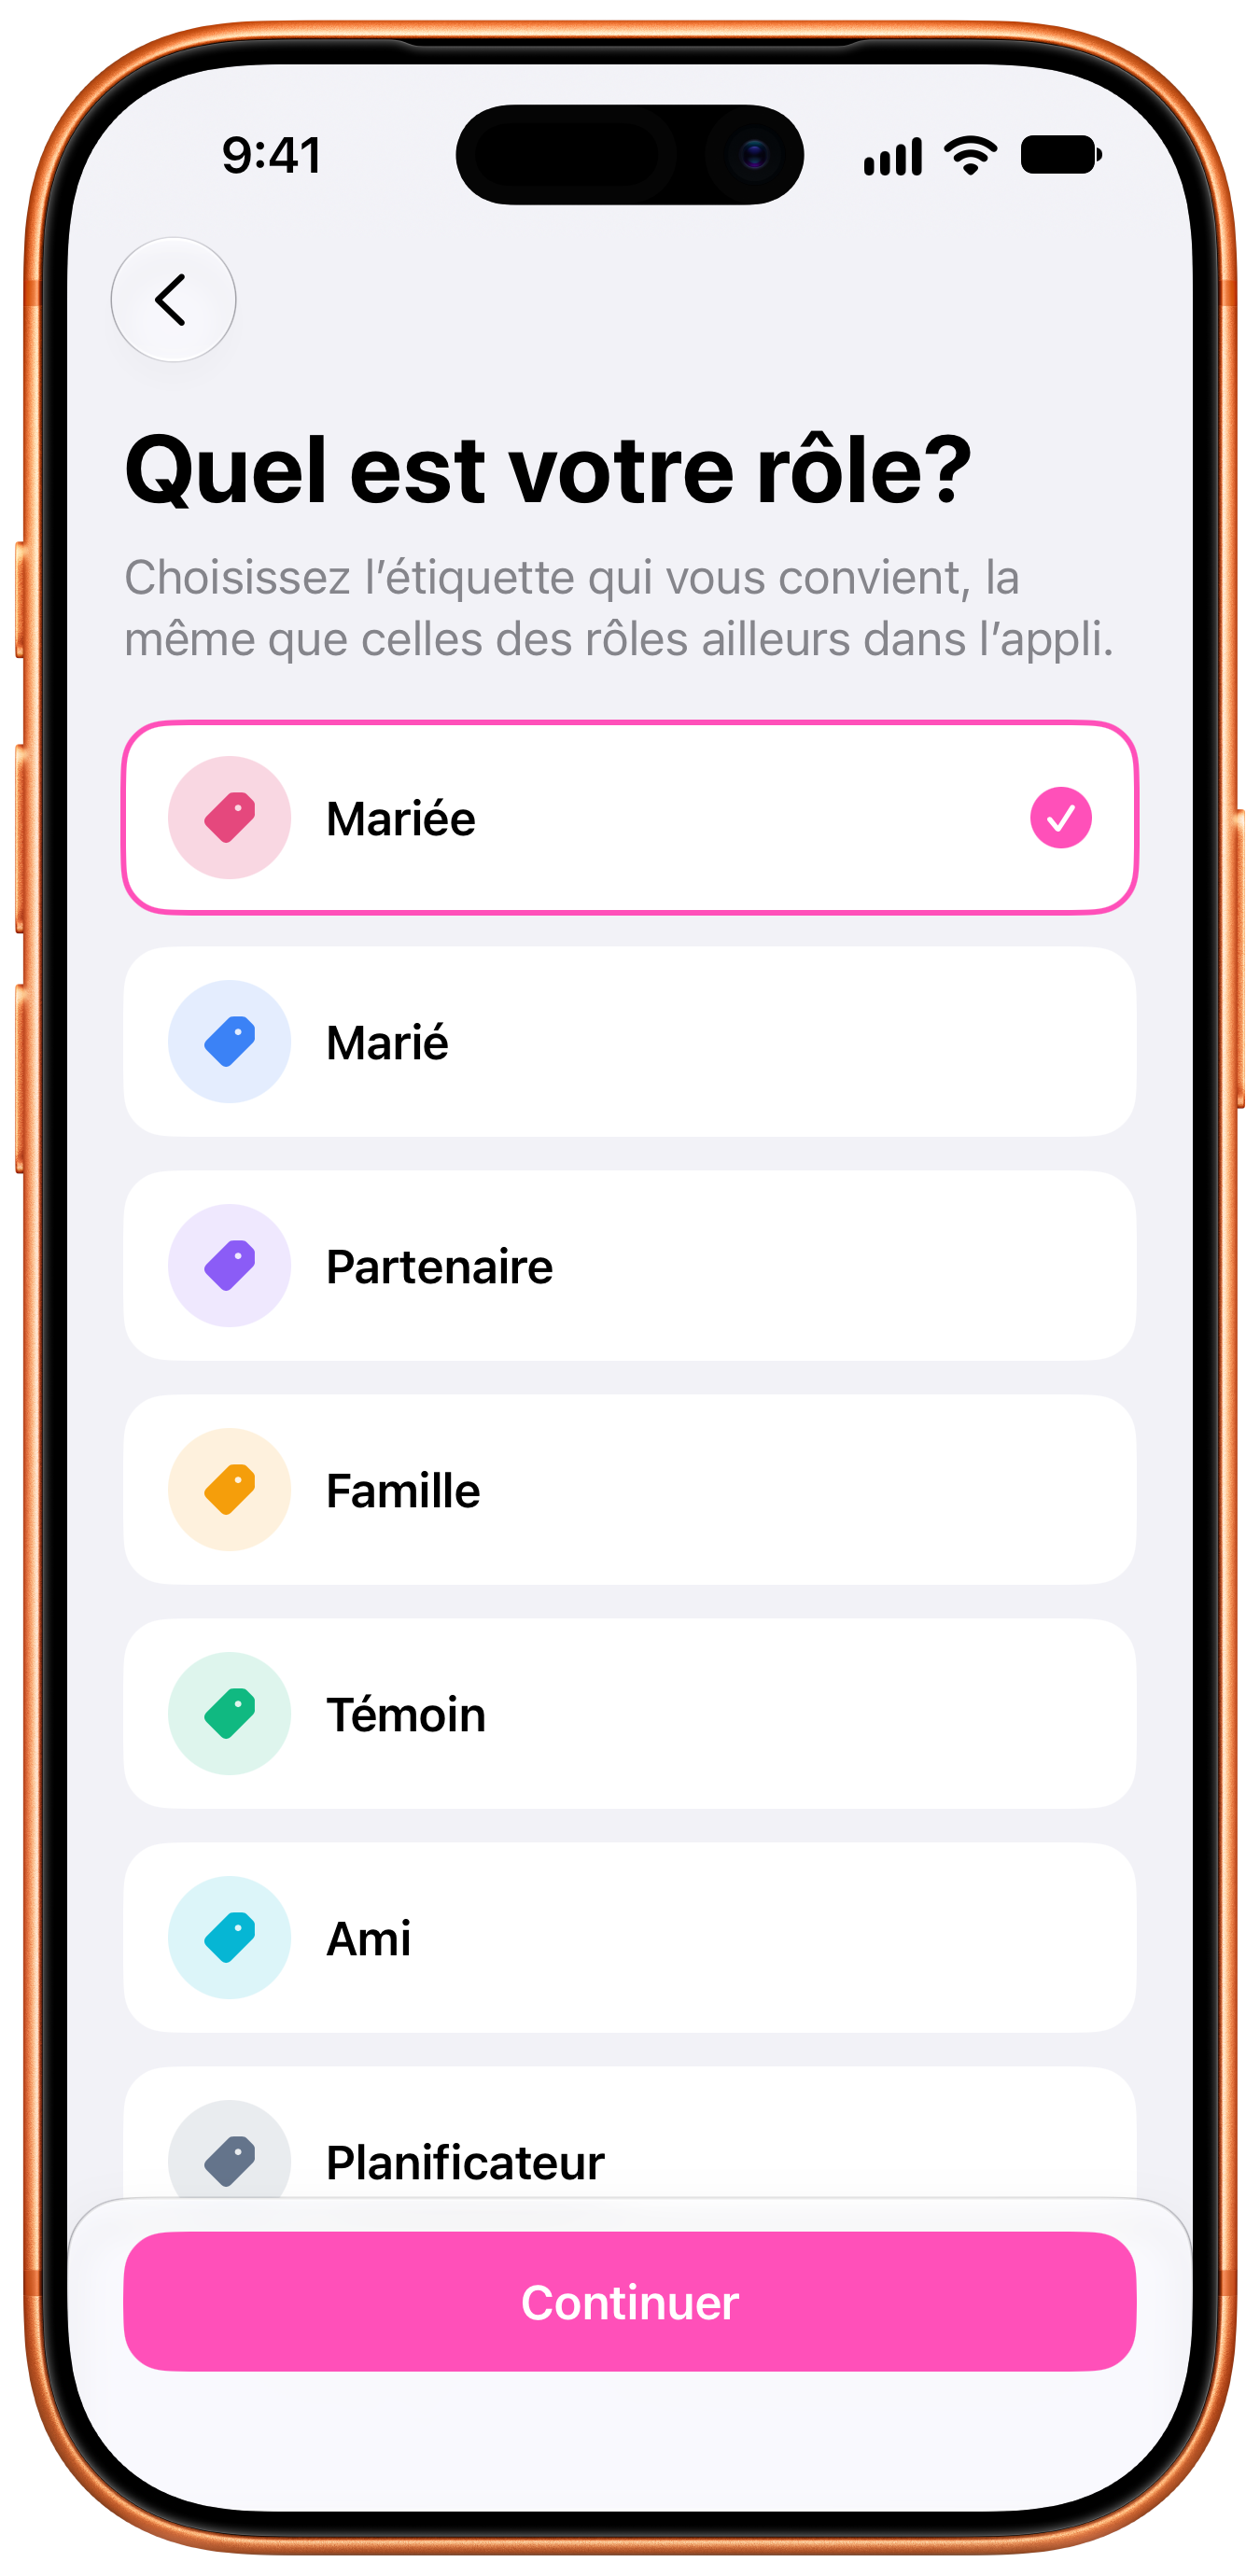 9:41
Quel est votre rôle?
Choisissez l’étiquette qui vous convient, la
même que celles des rôles ailleurs dans l’appli.
Mariée
Marié
Partenaire
Famille
Témoin
Ami
Planificateur
Continuer